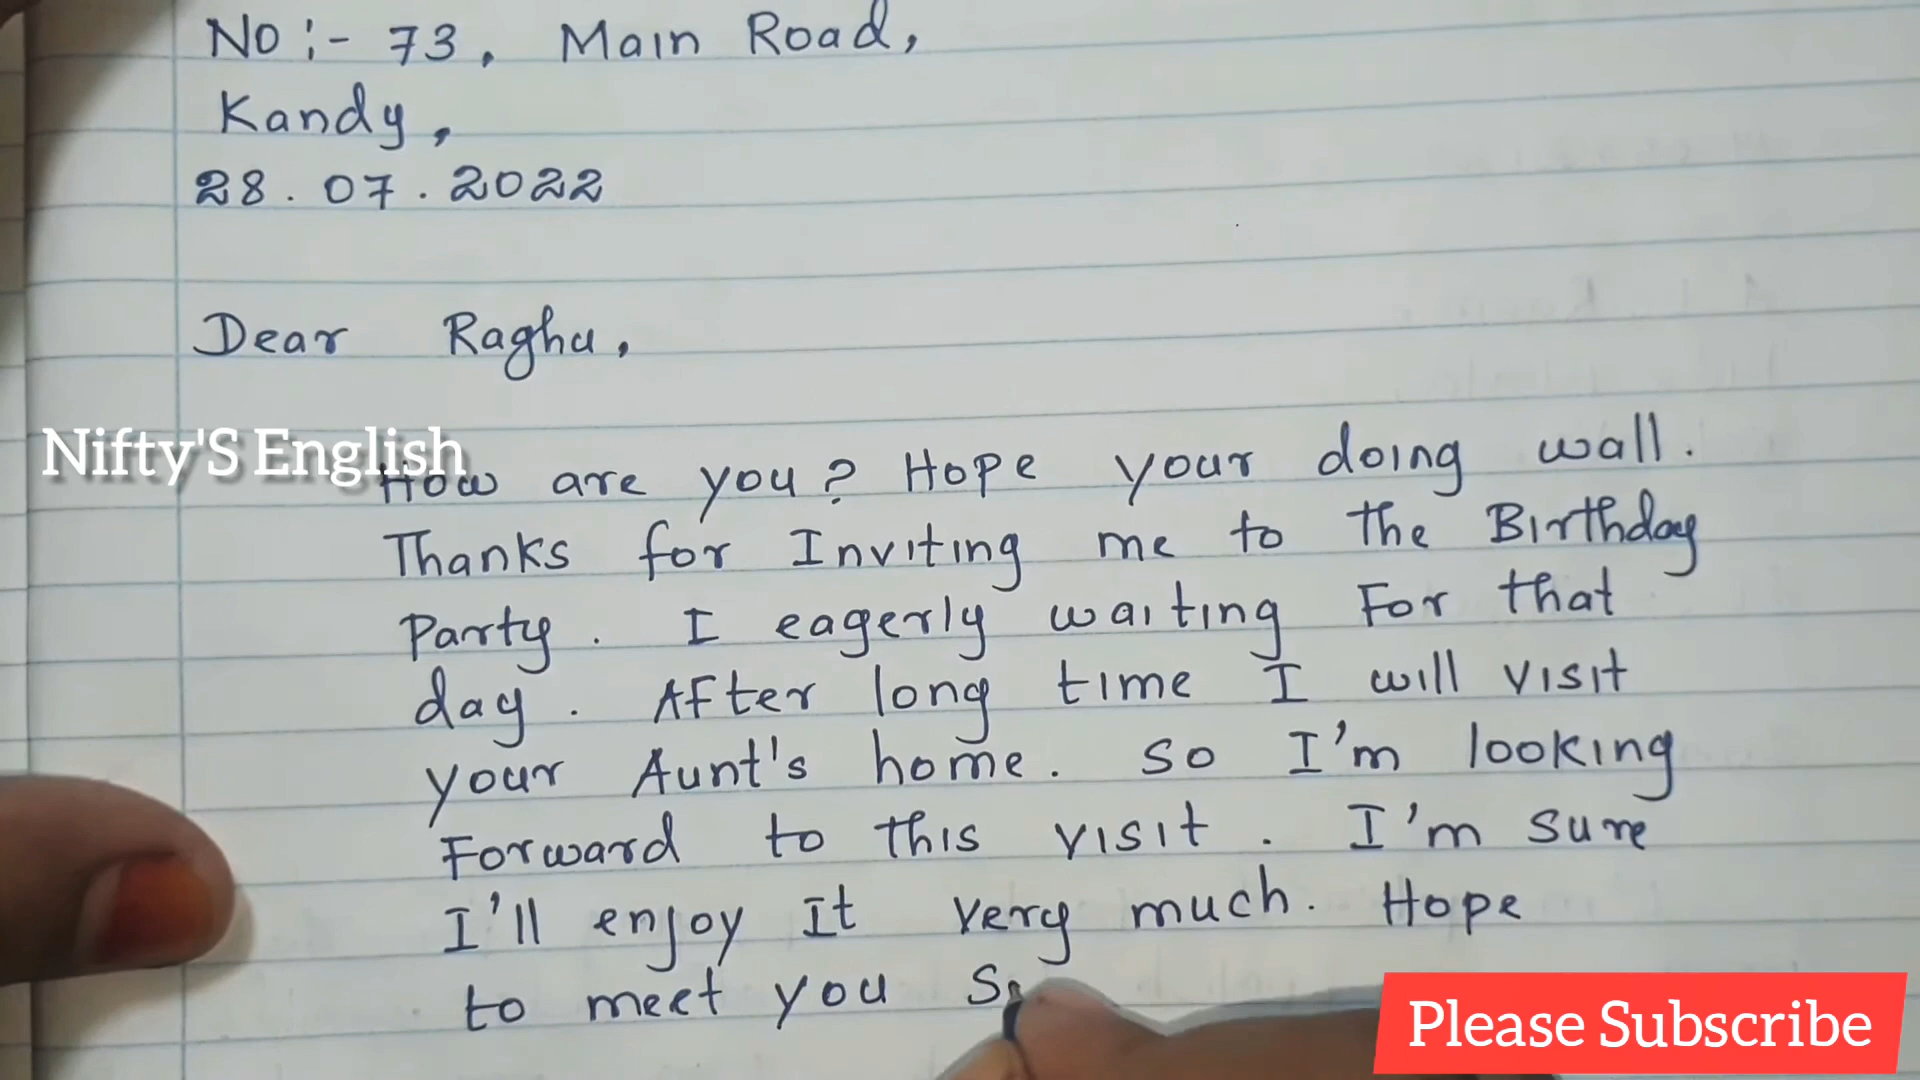 No:- 73, Main Road,
Kandy,
28.07.2022
Dear Raghu,
Nifty'S English
How are you? Hope your doing wall.
Thanks for Inviting me to the Birthday
Party. I eagerly waiting For that
day. After long time I will visit
your Aunt's home. So I'm looking
Forward to this visit. I'm sure
I'll enjoy It very much. Hope
to meet you
Please Subscribe